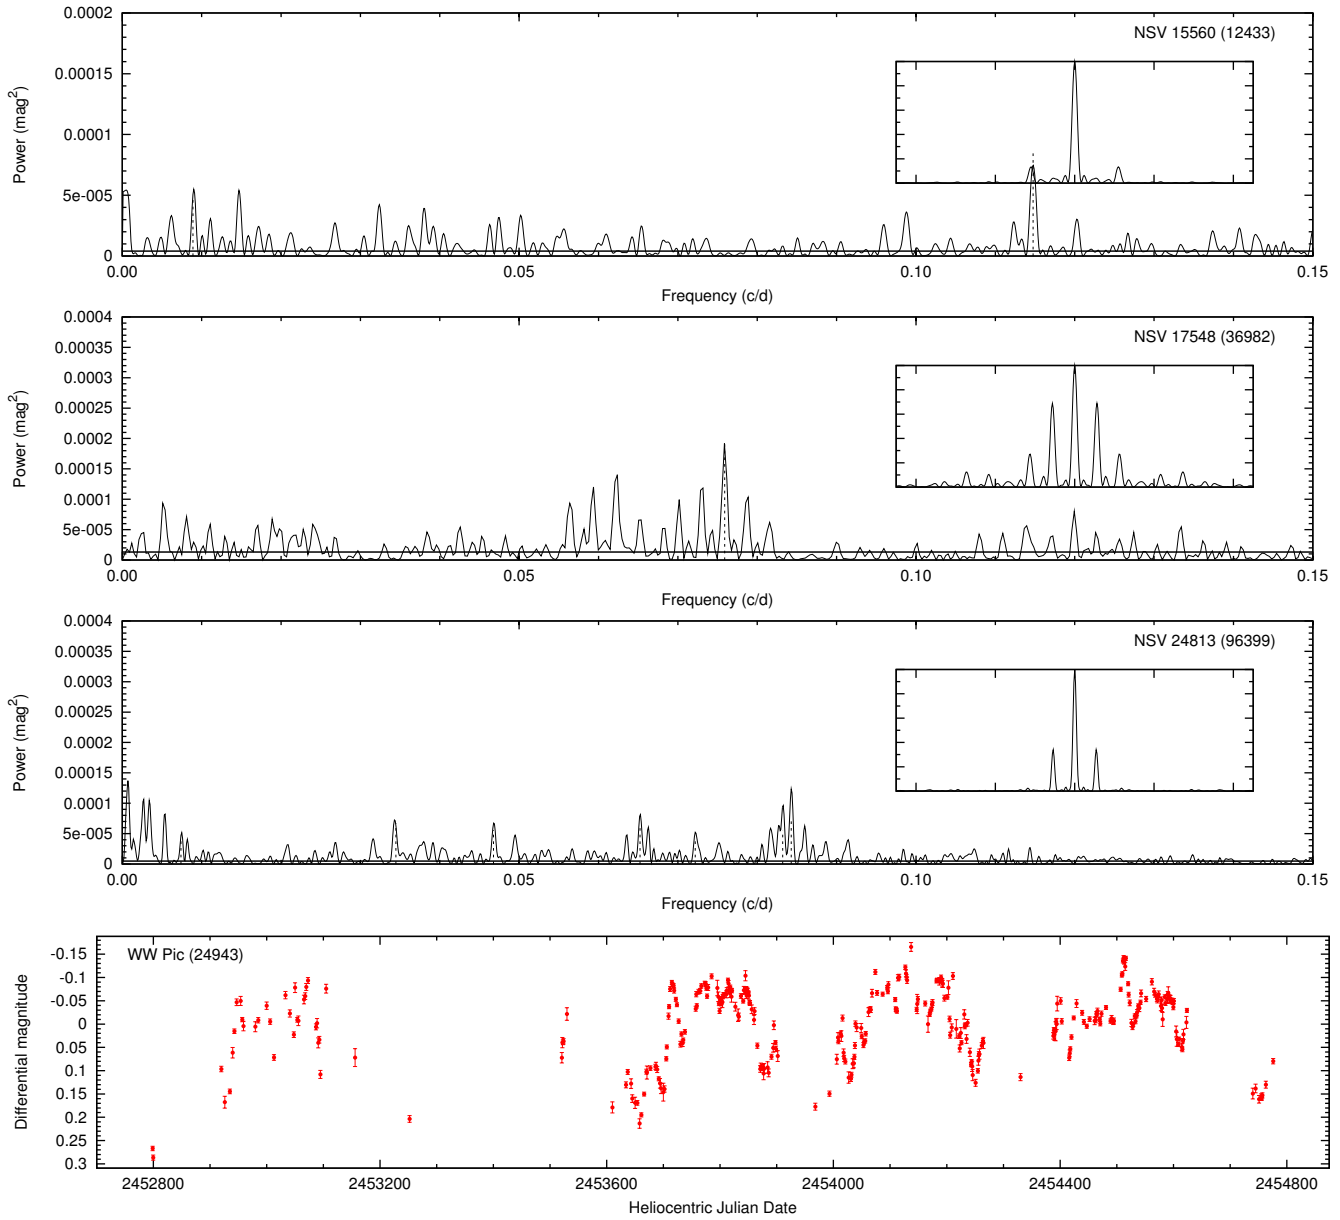 0.0002
0.00015
0.0001
5e-005
0
Power (mag2)
NSV 15560 (12433)
0.00 0.05 0.10 0.15
Frequency (c/d)
0.0004
0.00035
0.0003
0.00025
0.0002
0.00015
0.0001
5e-005
0
Power (mag2)
NSV 17548 (36982)
0.00 0.05 0.10 0.15
Frequency (c/d)
0.0004
0.00035
0.0003
0.00025
0.0002
0.00015
0.0001
5e-005
0
Power (mag2)
NSV 24813 (96399)
0.00 0.05 0.10 0.15
Frequency (c/d)
WW Pic (24943)
-0.15
-0.1
-0.05
0
0.05
0.1
0.15
0.2
0.25
0.3
Differential magnitude
2452800 2453200 2453600 2454000 2454400 2454800
Heliocentric Julian Date